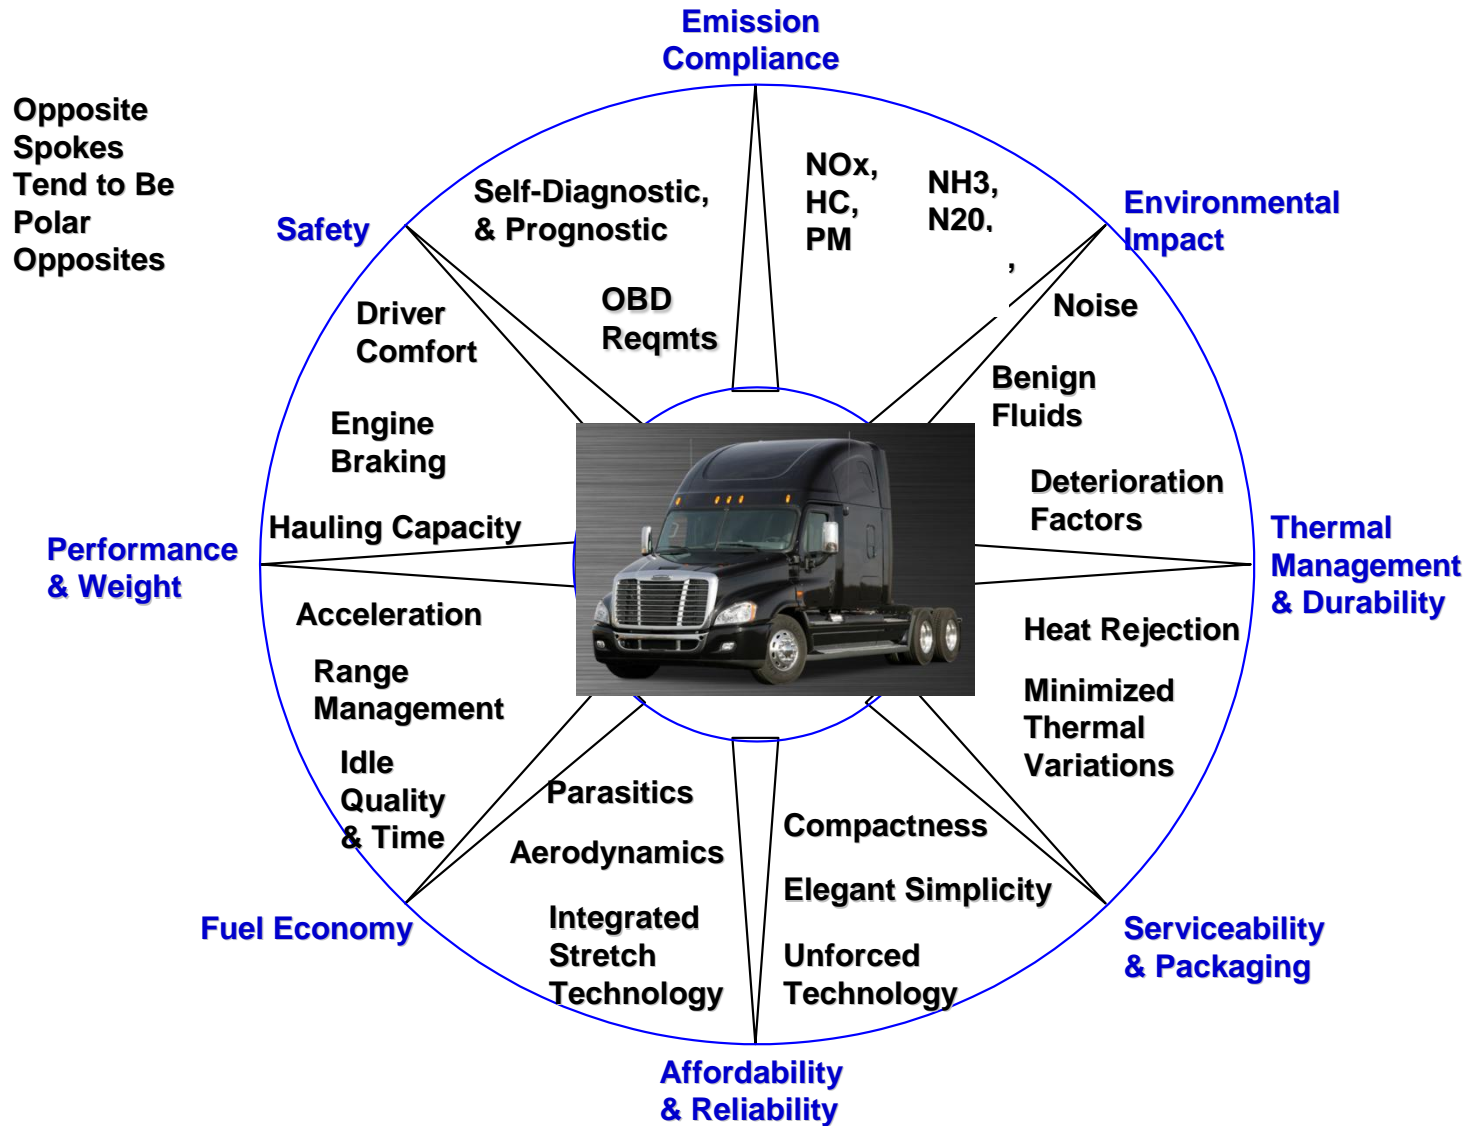 Emission
Compliance
Opposite
Spokes
Tend to Be
Polar
Opposites
Safety
Self-Diagnostic,
& Prognostic
OBD
Reqmts
NOx,
HC,
PM
NH3,
N20,
,
Environmental
Impact
Noise
Benign
Fluids
Deterioration
Factors
Driver
Comfort
Engine
Braking
Hauling Capacity
Performance
& Weight
Thermal
Management
& Durability
Acceleration
Range
Management
Idle
Quality
& Time
Heat Rejection
Minimized
Thermal
Variations
Parasitics
Aerodynamics
Integrated
Stretch
Technology
Compactness
Elegant Simplicity
Unforced
Technology
Fuel Economy
Serviceability
& Packaging
Affordability
& Reliability